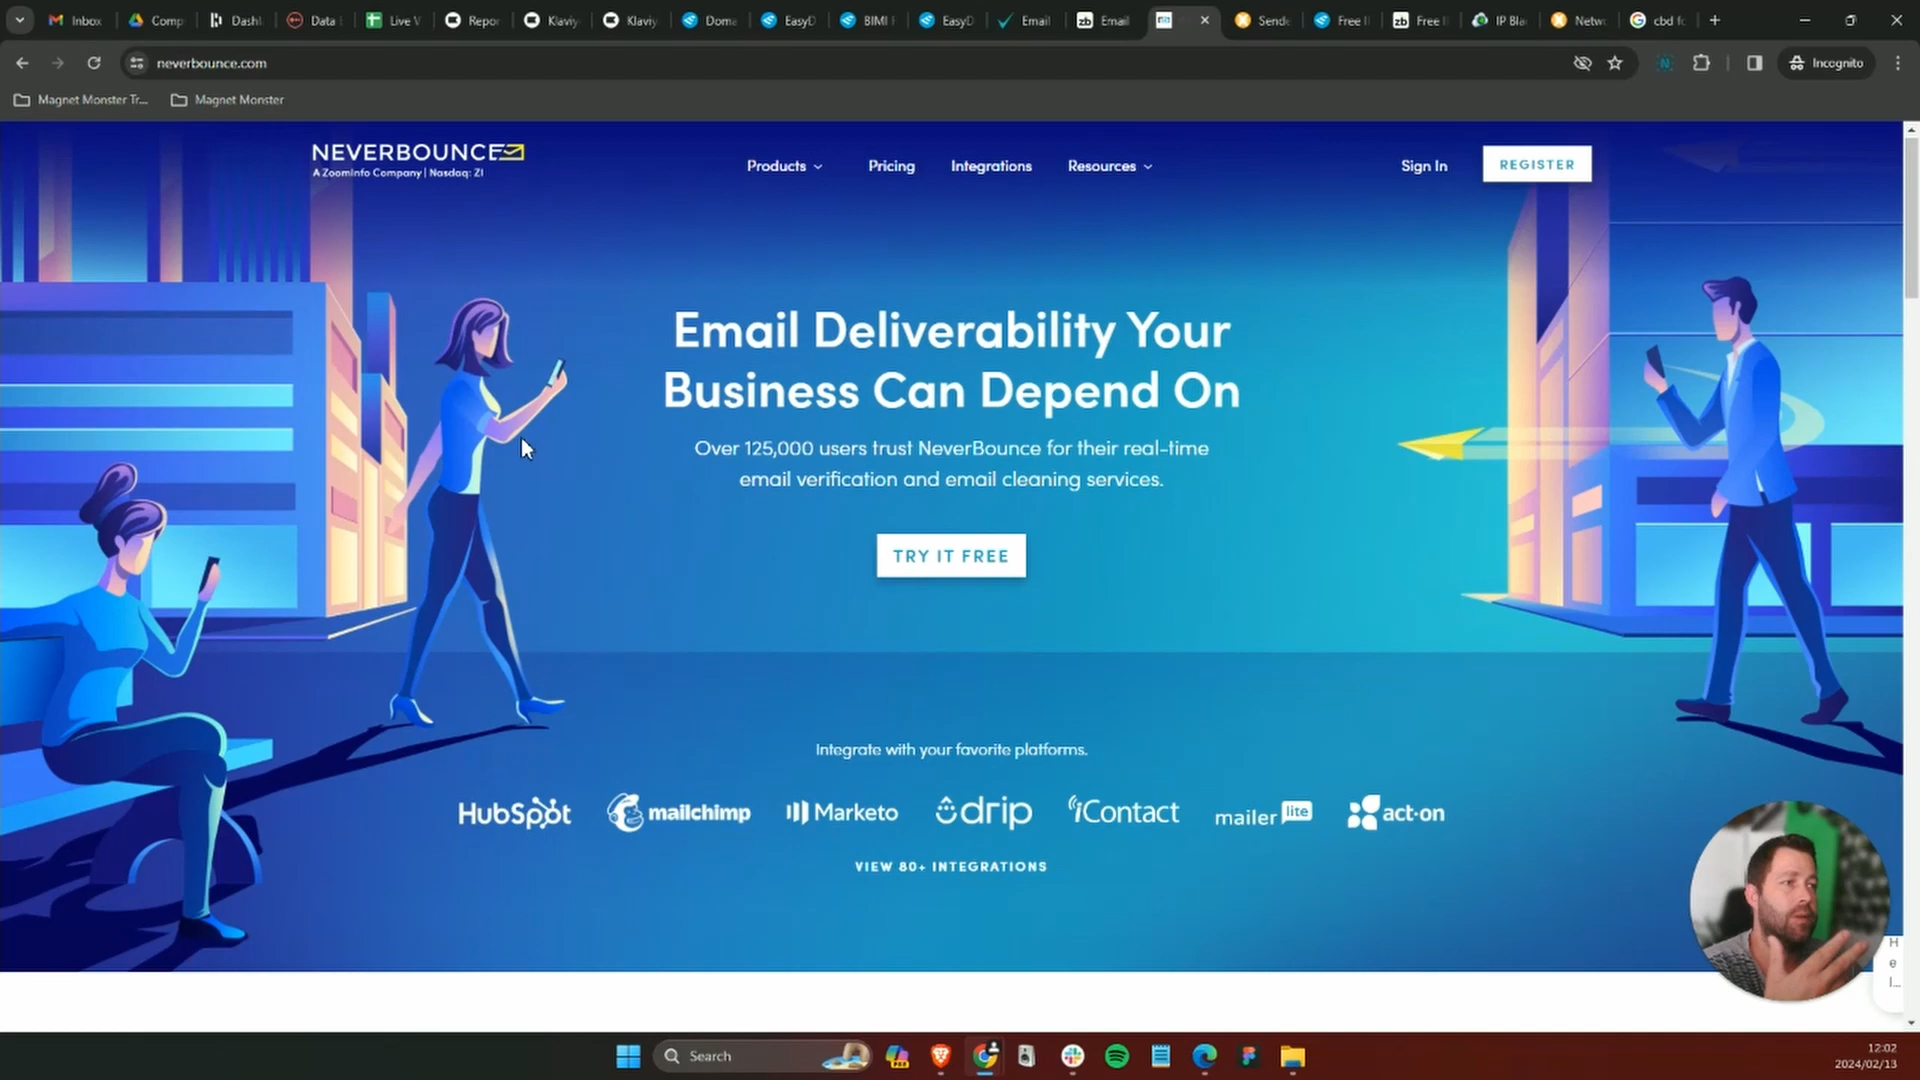 Inbox
Comp
Dashl
Data
Live V
Repor
Klaviy
Klaviy
Doma
EasyD
BIMI
EasyD
Email
Email
Sende
Free I
Free I
IP Bla
Netwo
cbd fo
neverbounce.com
Incognito
Magnet Monster Tr...
Magnet Monster
NEVERBOUNCE
A ZoomInfo Company | Nasdaq: ZI
Products
Pricing
Integrations
Resources
Sign In
REGISTER
Email Deliverability Your
Business Can Depend On
Over 125,000 users trust NeverBounce for their real-time
email verification and email cleaning services.
TRY IT FREE
Integrate with your favorite platforms.
HubSpot
mailchimp
Marketo
drip
iContact
mailer lite
act-on
VIEW 80+ INTEGRATIONS
H
e
l...
Search
12:02
2024/02/13